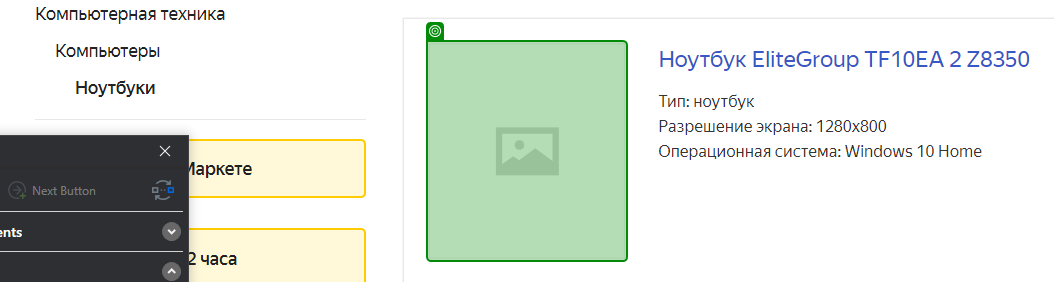 Компьютерная техника
Компьютеры
Ноутбуки
Маркете
Next Button
ents
2 часа
Ноутбук EliteGroup TF10EA 2 Z8350
Тип: ноутбук
Разрешение экрана: 1280x800
Операционная система: Windows 10 Home